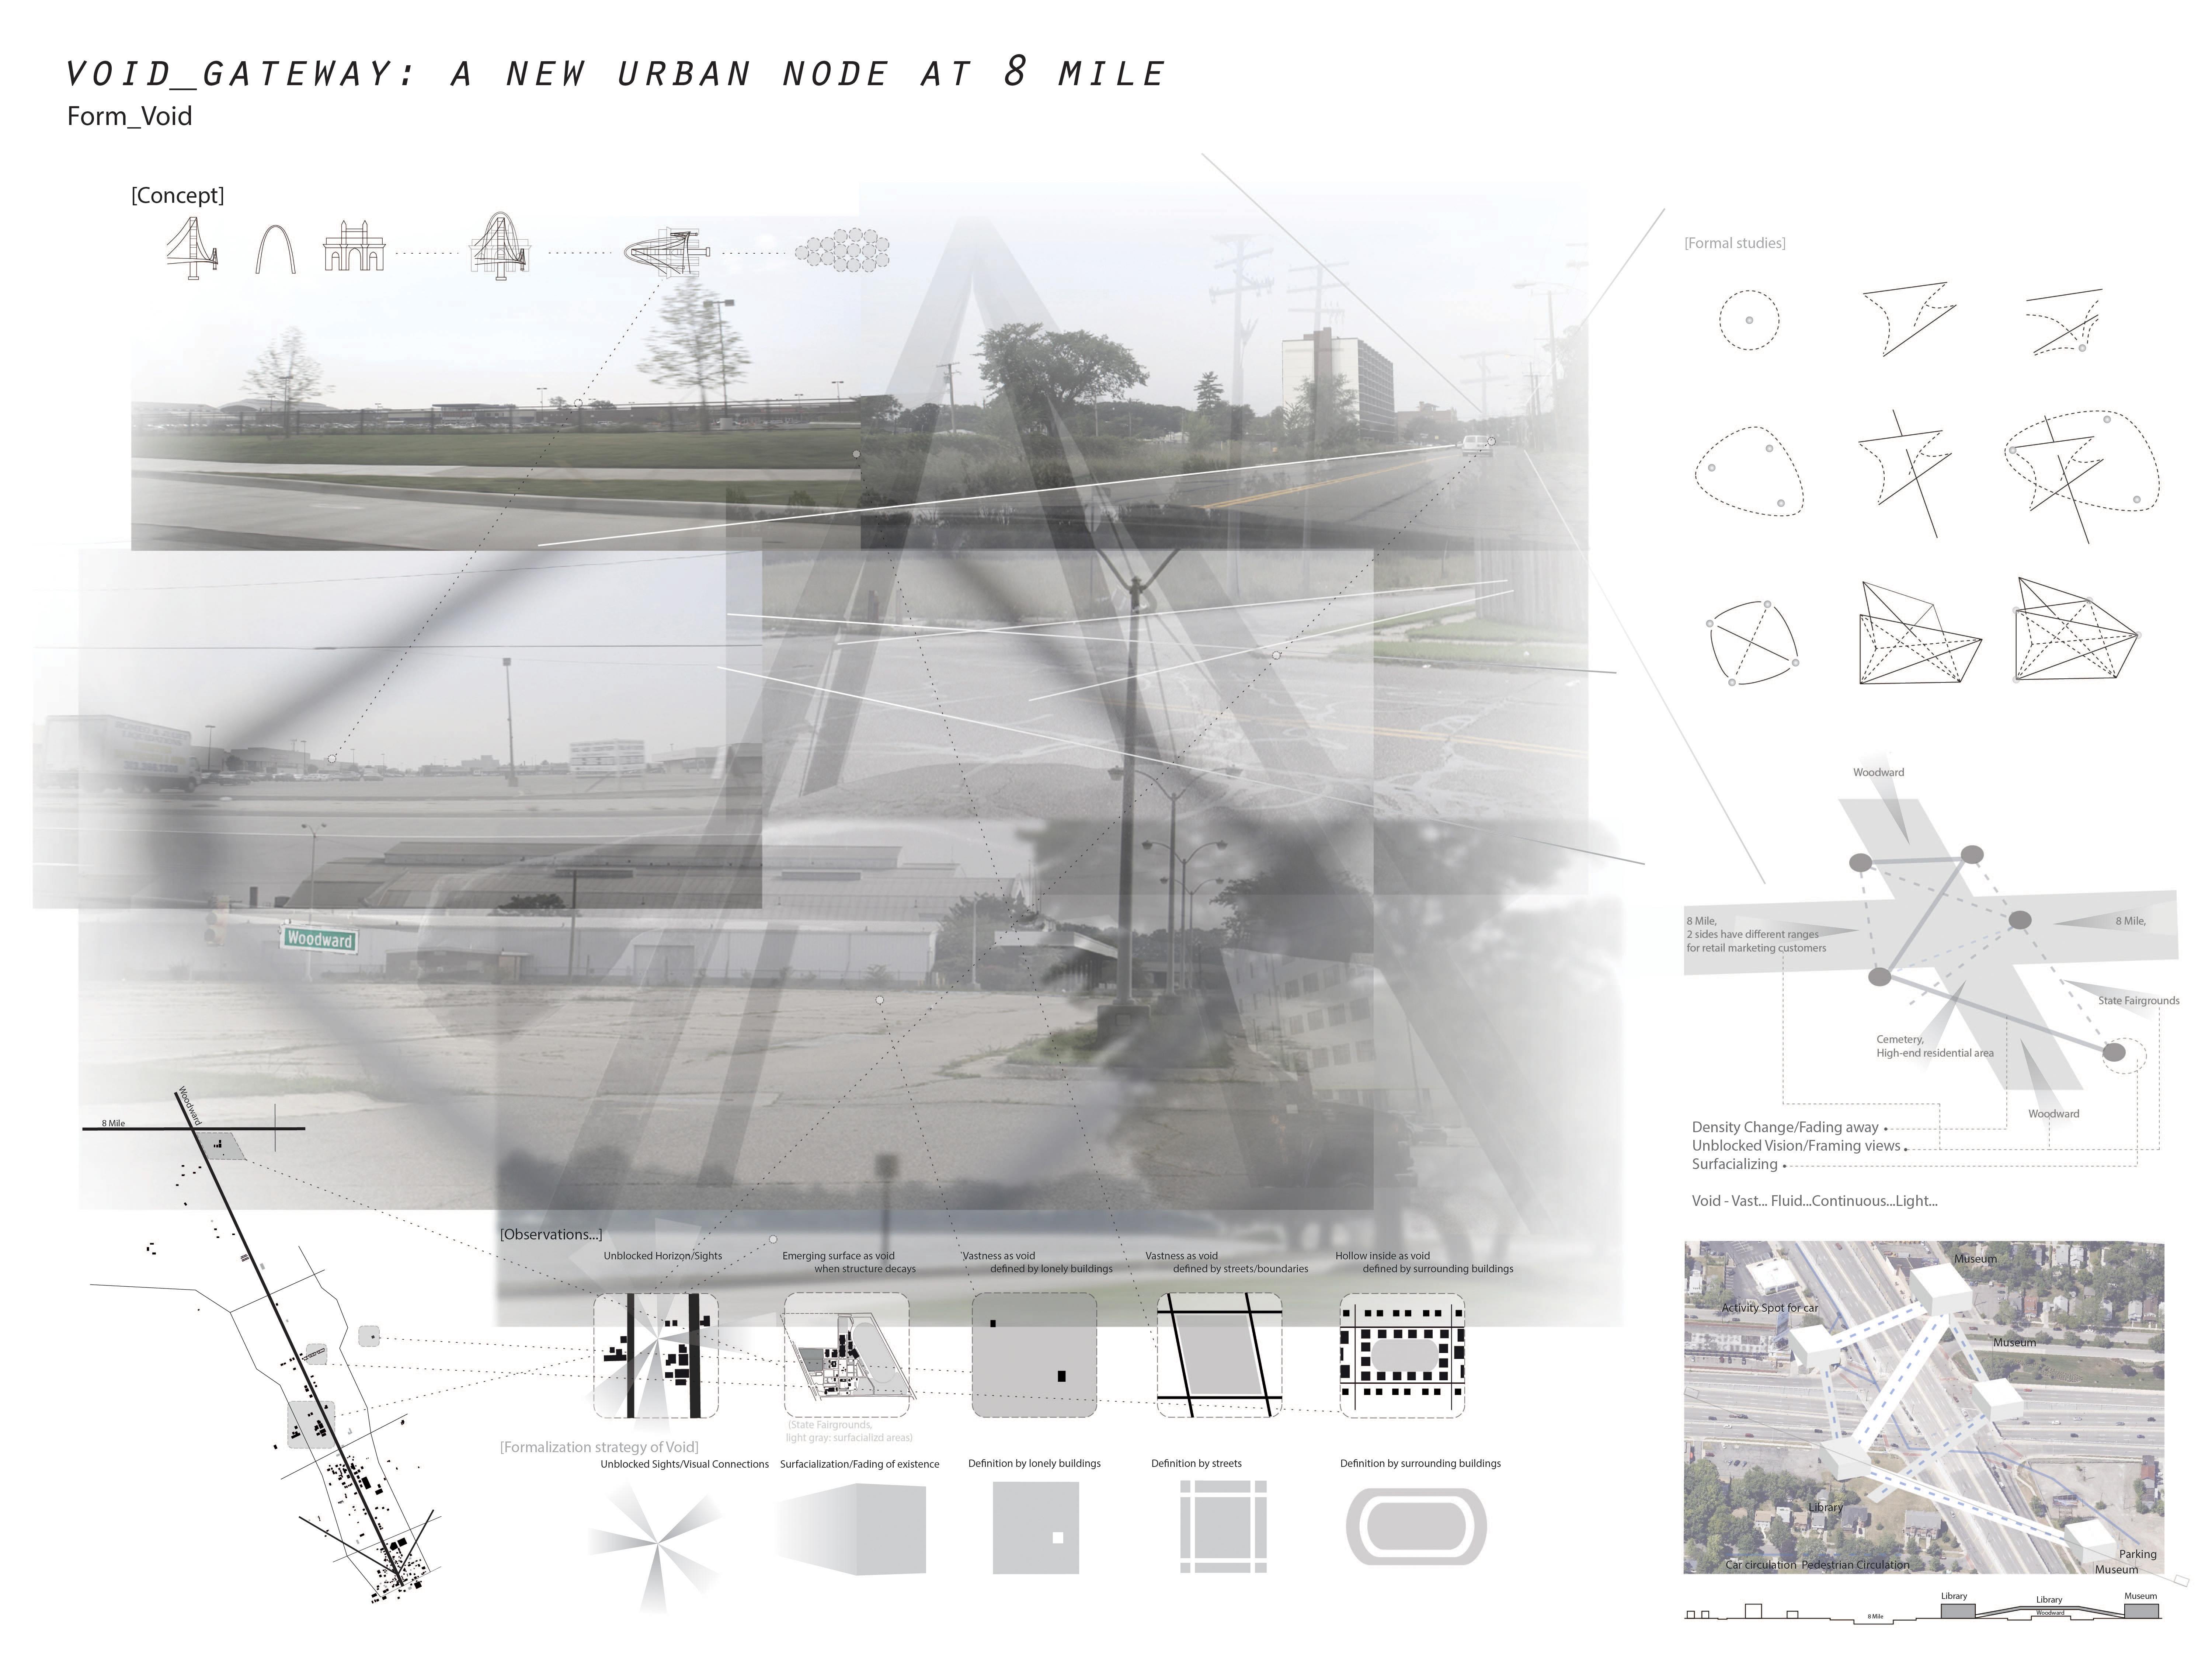 VOID_GATEWAY: A NEW URBAN NODE AT 8 MILE
Form_Void
[Concept]
[Formal studies]
Woodward
8 Mile,
2 sides have different ranges
for retail marketing customers
8 Mile,
State Fairgrounds
Cemetery,
High-end residential area
Woodward
Density Change/Fading away
Unblocked Vision/Framing views
Surfacializing
Void - Vast... Fluid...Continuous...Light...
Woodward
Woodward
8 Mile
[Observations...]
Unblocked Horizon/Sights
Emerging surface as void
when structure decays
Vastness as void
defined by lonely buildings
Vastness as void
defined by streets/boundaries
Hollow inside as void
defined by surrounding buildings
(State Fairgrounds,
light gray: surfacializd areas)
[Formalization strategy of Void]
Unblocked Sights/Visual Connections
Surfacialization/Fading of existence
Definition by lonely buildings
Definition by streets
Definition by surrounding buildings
Museum
Activity Spot for car
Museum
Library
Parking
Car circulation Pedestrian Circulation
Museum
Library
Library
Museum
8 Mile
Woodward